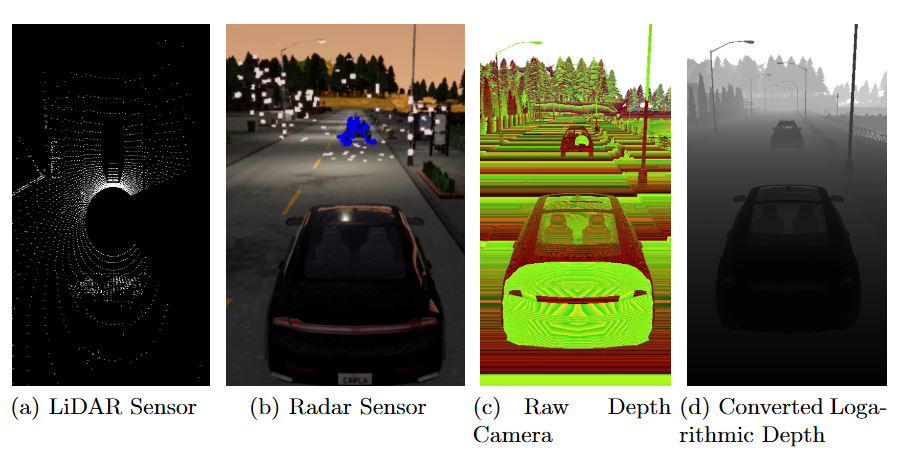 CARLA
(a) LiDAR Sensor
(b) Radar Sensor
(c) Raw Depth
Camera
(d) Converted Loga-
rithmic Depth